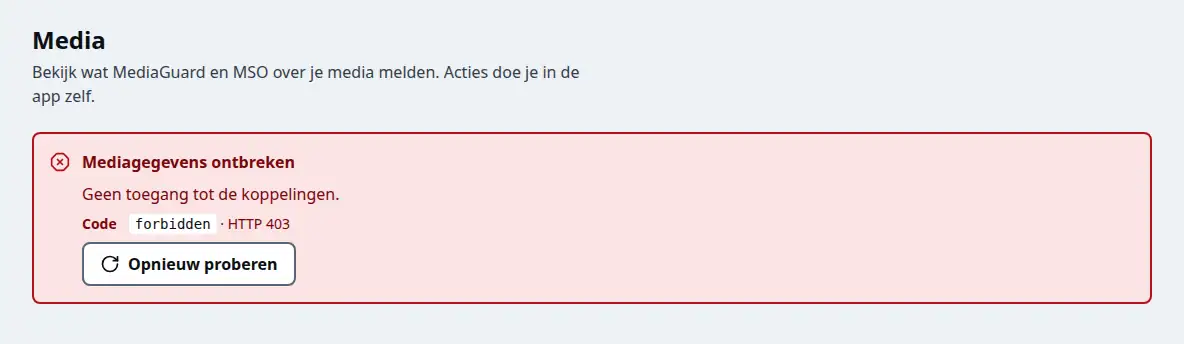 Media
Bekijk wat MediaGuard en MSO over je media melden. Acties doe je in de
app zelf.
Mediagegevens ontbreken
Geen toegang tot de koppelingen.
Code forbidden · HTTP 403
Opnieuw proberen